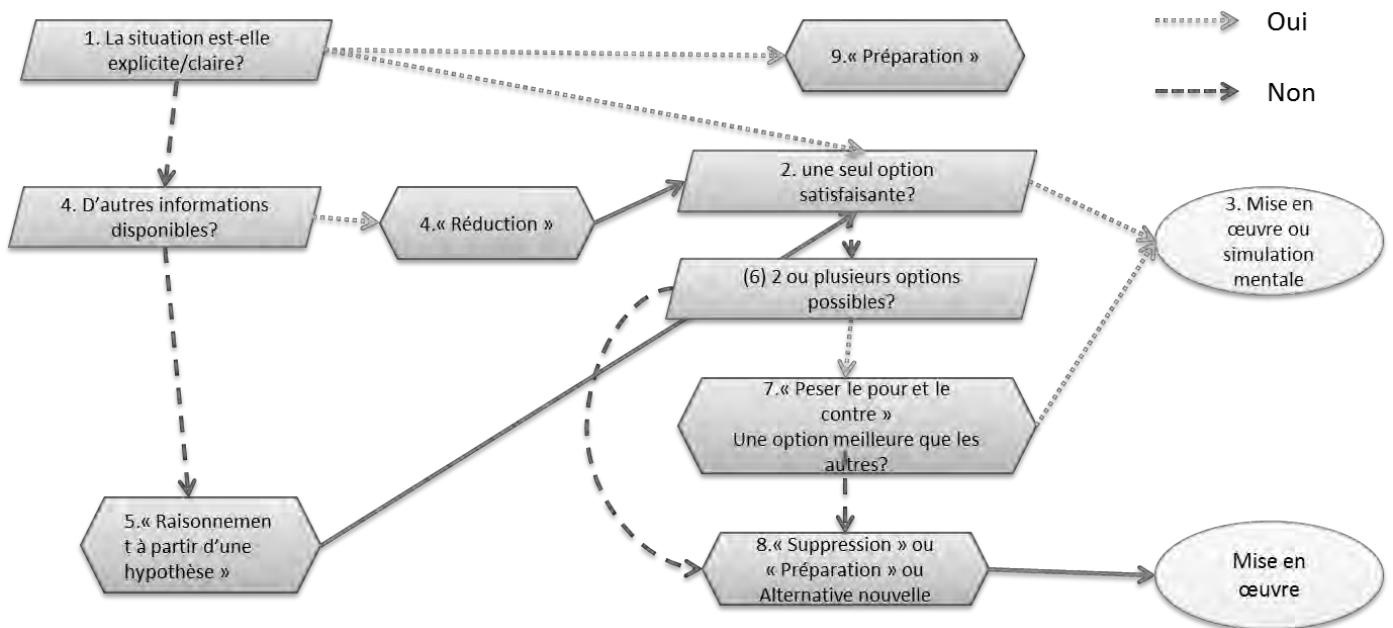 1. La situation est-elle
explicite/claire?
9.« Préparation »
Oui
Non
2. une seul option
satisfaisante?
4. D'autres informations
disponibles?
4.« Réduction »
3. Mise en
œuvre ou
simulation
mentale
(6) 2 ou plusieurs options
possibles?
7.« Peser le pour et le
contre »
Une option meilleure que les
autres?
5.« Raisonnemen
t à partir d'une
hypothèse »
8.« Suppression » ou
« Préparation » ou
Alternative nouvelle
Mise en
œuvre